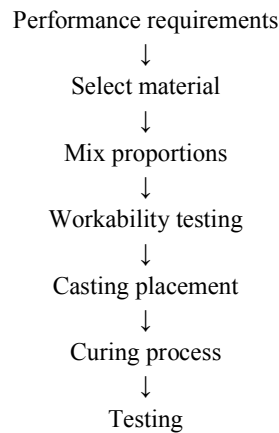 Performance requirements
↓
Select material
↓
Mix proportions
↓
Workability testing
↓
Casting placement
↓
Curing process
↓
Testing